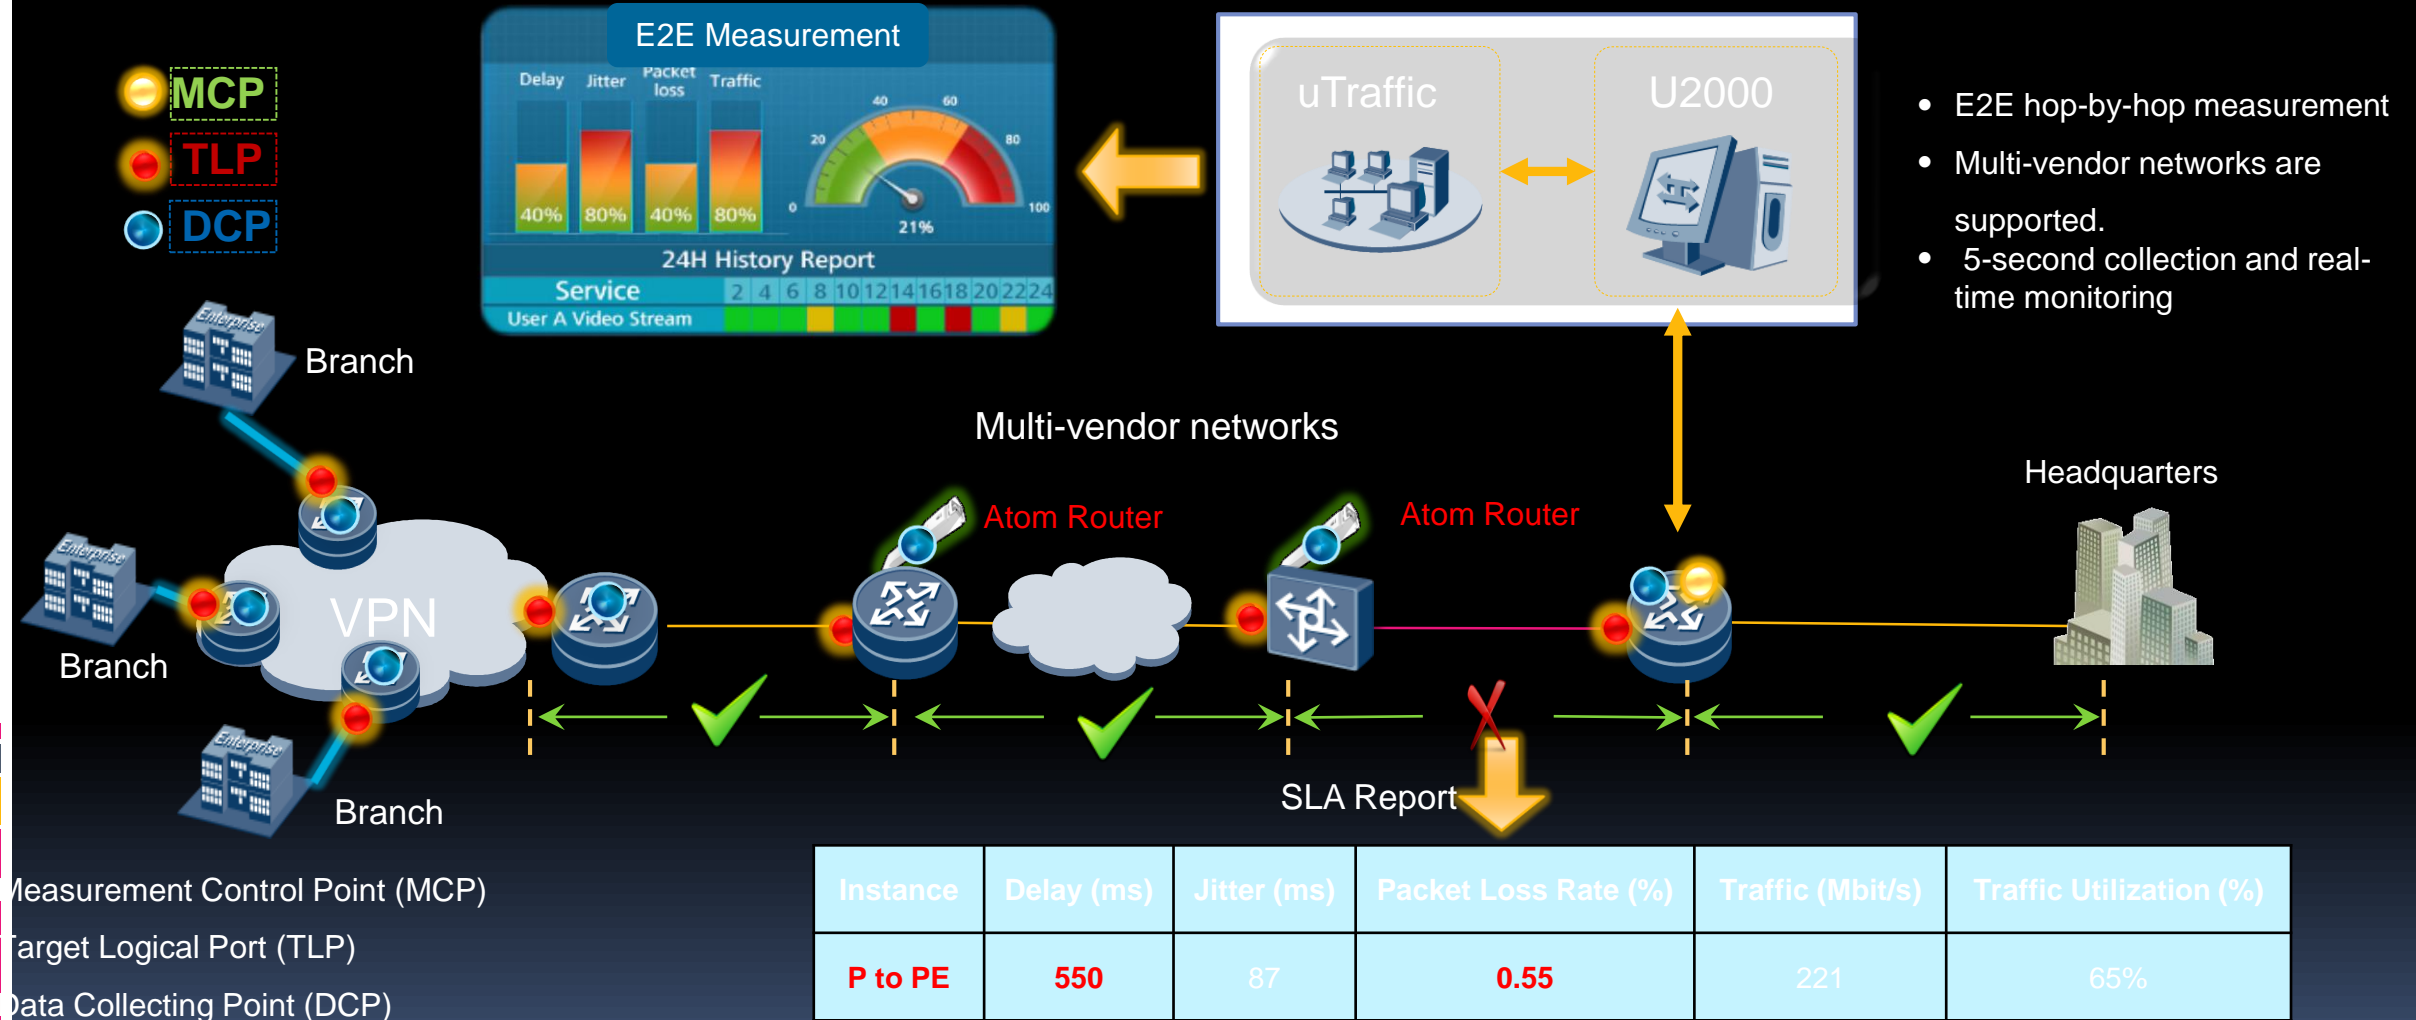 E2E Measurement
MCP
TLP
DCP
Delay Jitter Packet loss Traffic
40% 80% 40% 80%
0 20 40 60 80 100
21%
24H History Report
Service 2 4 6 8 10 12 14 16 18 20 22 24
User A Video Stream
uTraffic
U2000
E2E hop-by-hop measurement
Multi-vendor networks are
supported.
5-second collection and real-
time monitoring
Enterprise
Branch
Multi-vendor networks
Headquarters
Atom Router
Atom Router
Enterprise
VPN
Branch
Enterprise
Branch
SLA Report
Measurement Control Point (MCP)
Target Logical Port (TLP)
Data Collecting Point (DCP)
Instance Delay (ms) Jitter (ms) Packet Loss Rate (%) Traffic (Mbit/s) Traffic Utilization (%)
P to PE 550 87 0.55 221 65%